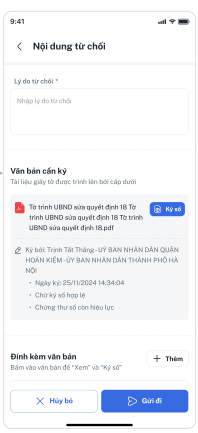 9:41
Nội dung từ chối
Lý do từ chối *
Nhập lý do từ chối
Văn bản cần ký
Tài liệu giấy tờ được trình lên bởi cấp dưới
Tờ trình UBND sửa quyết định 18 Tờ
trình UBND sửa quyết định 18 Tờ trình
UBND sửa quyết định 18.pdf
Ký số
Ký bởi: Trịnh Tất Thắng - UỶ BAN NHÂN DÂN QUẬN
HOÀN KIẾM - ỦY BAN NHÂN DÂN THÀNH PHỐ HÀ
NỘI
• Ngày ký: 25/11/2024 14:34:04
• Chữ ký số hợp lệ
• Chứng thư số còn hiệu lực
Đính kèm văn bản
Bấm vào văn bản để “Xem” và “Ký số”
Thêm
Hủy bỏ
Gửi đi